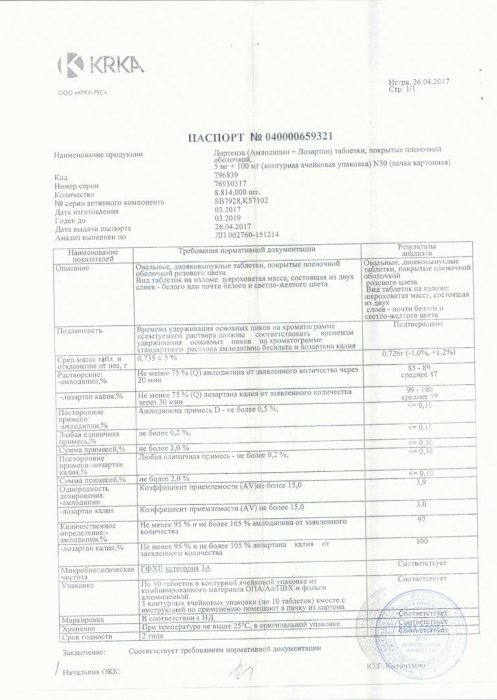 KRKA
ООО «КРКА-РУС»
Истра, 26.04.2017
Стр. 1/1
ПАСПОРТ № 040000659321
Наименование продукции
Лортенза (Амлодипин + Лозартан) таблетки, покрытые пленочной
оболочкой,
5 мг + 100 мг (контурная ячейковая упаковка) N30 (пачка картонная)
Код 796839
Номер серии 76930317
Количество 8.814,000 шт.
№ серии активного компонента SB7928,K57102
Дата изготовления 03.2017
Годен до 03.2019
Дата выдачи паспорта 26.04.2017
Анализ выполнен по ЛП 002760-151214
Наименование показателей
Требования нормативной документации
Результаты анализов
Описание
Овальные, двояковыпуклые таблетки, покрытые пленочной
оболочкой розового цвета.
Вид таблеток на изломе: шероховатая масса, состоящая из двух
слоев - белого или почти белого и светло-желтого цвета
Овальные, двояковыпуклые
таблетки, покрытые пленочной
оболочкой
розового цвета.
Вид таблеток на изломе:
шероховатая масса, состоящая
из двух
слоев - почти белого и
светло-желтого цвета
Подлинность
Времена удерживания основных пиков на хроматограмме
испытуемого раствора должны соответствовать временам
удерживания основных пиков на хроматограмме
стандартного раствора амлодипина бесилата и лозартана калия
Подтверждено
Сред.масса табл. и
отклонение от нее, г
0,735 ± 5 %
0,726г (-1,0%, +1,2%)
Растворение:
-амлодипин,%
Не менее 75 % (Q) амлодипина от заявленного количества через
20 мин
85 - 89
среднее 87
-лозартан калия,%
Не менее 75 % (Q) лозартана калия от заявленного количества
через 30 мин
99 - 100
среднее 99
Посторонние
примеси:
-амлодипин,%
Амлодипина примесь D - не более 0,5 %;
<= 0,10
Любая единичная
примесь,%
не более 0,2 %;
<= 0,10
Сумма примесей,%
не более 2,0 %
<= 0,10
Посторонние
примеси:-лозартан
калия,%
Любая единичная примесь - не более 0,2 %;
<= 0,10
Сумма примесей,%
не более 2,0 %
<= 0,10
Однородность
дозирования:
-амлодипин
Коэффициент приемлемости (AV)не более 15,0
3,9
-лозартан калия
Коэффициент приемлемости (AV) не более 15,0
3,0
Количественное
определение:-
амлодипин,%
Не менее 95 % и не более 105 % амлодипина от заявленного
количества
97
-лозартан калия,%
Не менее 95 % и не более 105 % лозартана калия от
заявленного количества
100
Микробиологическая
чистота
ГФXII категория 3А
Соответствует
Упаковка
По 10 таблеток в контурной ячейковой упаковке из
комбинированного материала ОПА/Ал/ПВХ и фольги
алюминиевой.
3 контурных ячейковых упаковки (по 10 таблеток) вместе с
инструкцией по применению помещают в пачку из картона
Соответствует
Маркировка
В соответствии с НД.
Соответствует
Хранение
При температуре не выше 25°С, в оригинальной упаковке.
Соответствует
Срок годности
2 года
Заключение: Соответствует требованиям нормативной документации
Начальник ОКК:
Ю.Г.